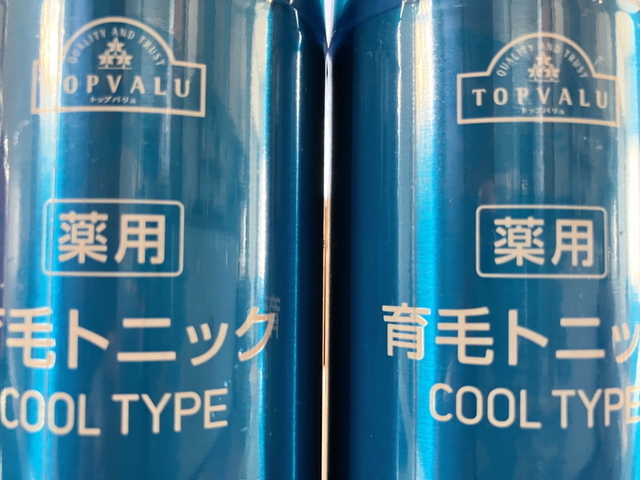 QUALITY AND TRUST
TOPVALU
トップバリュ
薬用
育毛トニック
COOL TYPE
QUALITY AND TRUST
TOPVALU
トップバリュ
薬用
育毛トニッ
COOL TYPE